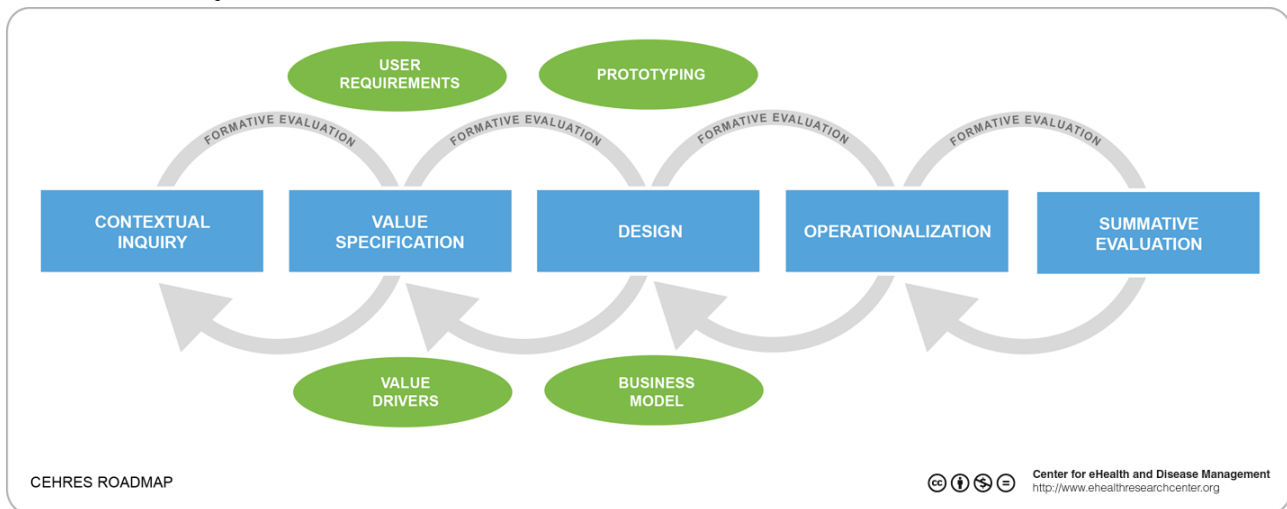 USER
REQUIREMENTS
PROTOTYPING
FORMATIVE EVALUATION
FORMATIVE EVALUATION
FORMATIVE EVALUATION
FORMATIVE EVALUATION
CONTEXTUAL
INQUIRY
VALUE
SPECIFICATION
DESIGN
OPERATIONALIZATION
SUMMATIVE
EVALUATION
VALUE
DRIVERS
BUSINESS
MODEL
CEHRES ROADMAP
cc
Center for eHealth and Disease Management
http://www.ehealthresearchcenter.org